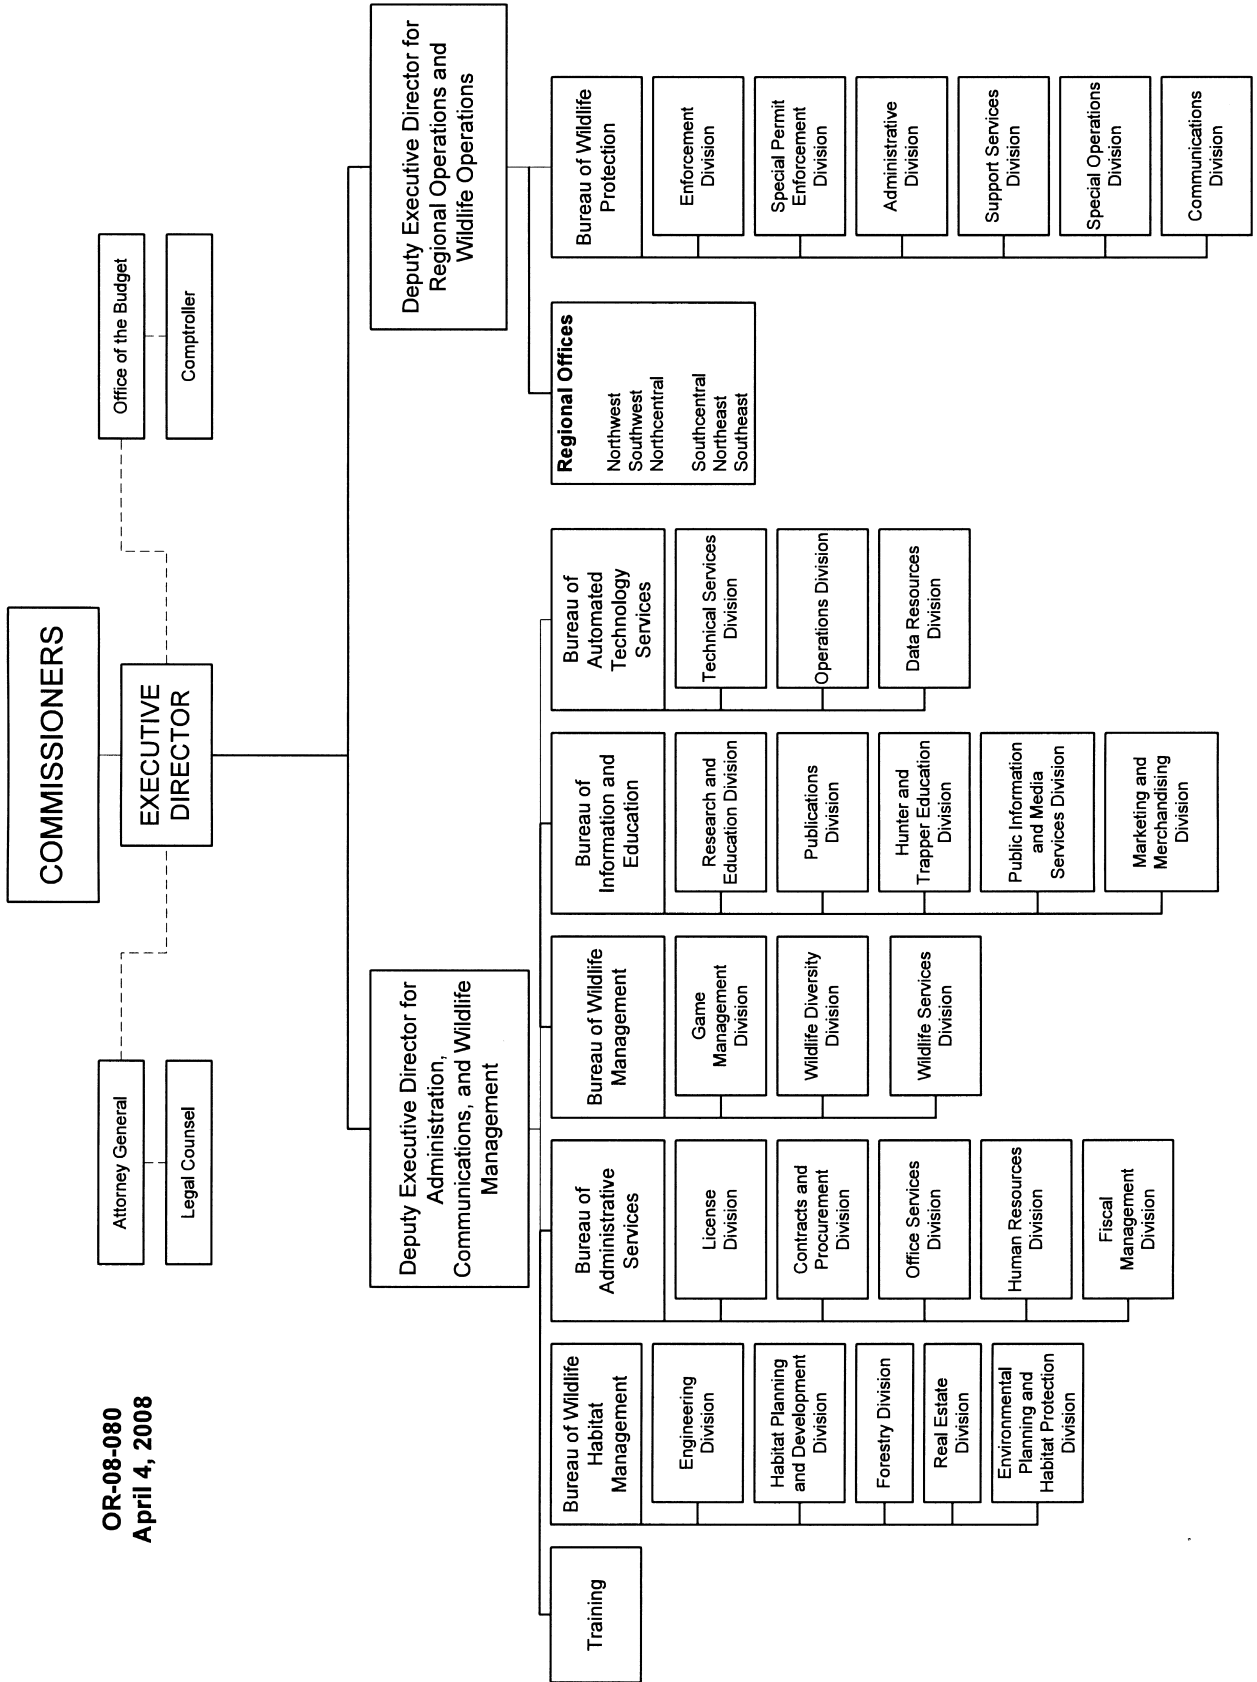 OR-08-080
April 4, 2008
COMMISSIONERS
EXECUTIVE
DIRECTOR
Attorney General
Legal Counsel
Office of the Budget
Comptroller
Deputy Executive Director for
Administration,
Communications, and Wildlife
Management
Deputy Executive Director for
Regional Operations and
Wildlife Operations
Training
Bureau of Wildlife
Habitat
Management
Engineering
Division
Habitat Planning
and Development
Division
Forestry Division
Real Estate
Division
Environmental
Planning and
Habitat Protection
Division
Bureau of
Administrative
Services
License
Division
Contracts and
Procurement
Division
Office Services
Division
Human Resources
Division
Fiscal
Management
Division
Bureau of Wildlife
Management
Game
Management
Division
Wildlife Diversity
Division
Wildlife Services
Division
Bureau of
Information and
Education
Research and
Education Division
Publications
Division
Hunter and
Trapper Education
Division
Public Information
and Media
Services Division
Marketing and
Merchandising
Division
Bureau of
Automated
Technology
Services
Technical Services
Division
Operations Division
Data Resources
Division
Regional Offices
Northwest
Southwest
Northcentral
Southcentral
Northeast
Southeast
Bureau of Wildlife
Protection
Enforcement
Division
Special Permit
Enforcement
Division
Administrative
Division
Support Services
Division
Special Operations
Division
Communications
Division